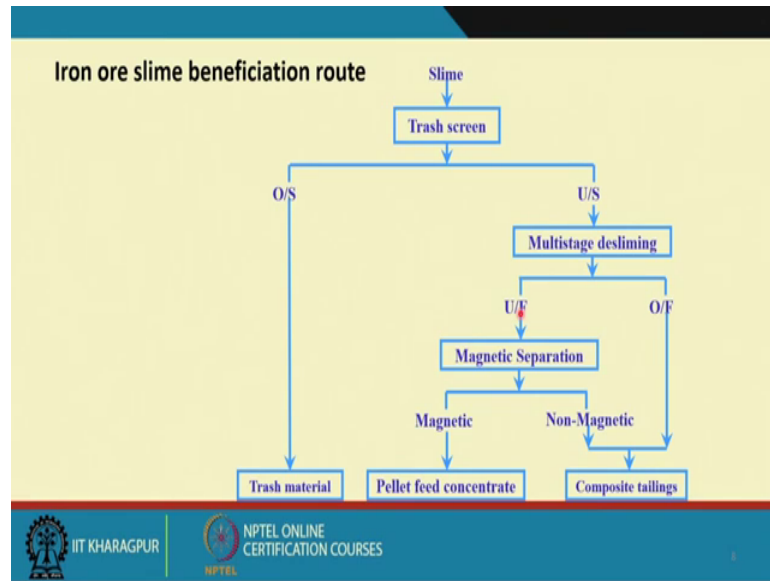 Iron ore slime beneficiation route
Slime
Trash screen
O/S
U/S
Multistage desliming
U/F
O/F
Magnetic Separation
Magnetic
Non-Magnetic
Trash material
Pellet feed concentrate
Composite tailings
IIT KHARAGPUR
NPTEL ONLINE
CERTIFICATION COURSES
NPTEL